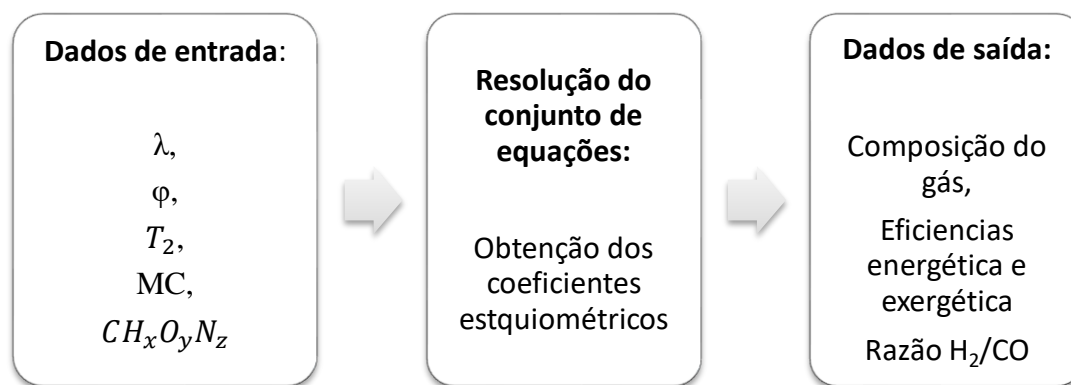 Dados de entrada:
λ,
φ,
T₂,
MC,
CHₓOᵧN_z
Resolução do
conjunto de
equações:
Obtenção dos
coeficientes
estquiométricos
Dados de saída:
Composição do
gás,
Eficiencias
energética e
exergética
Razão H₂/CO